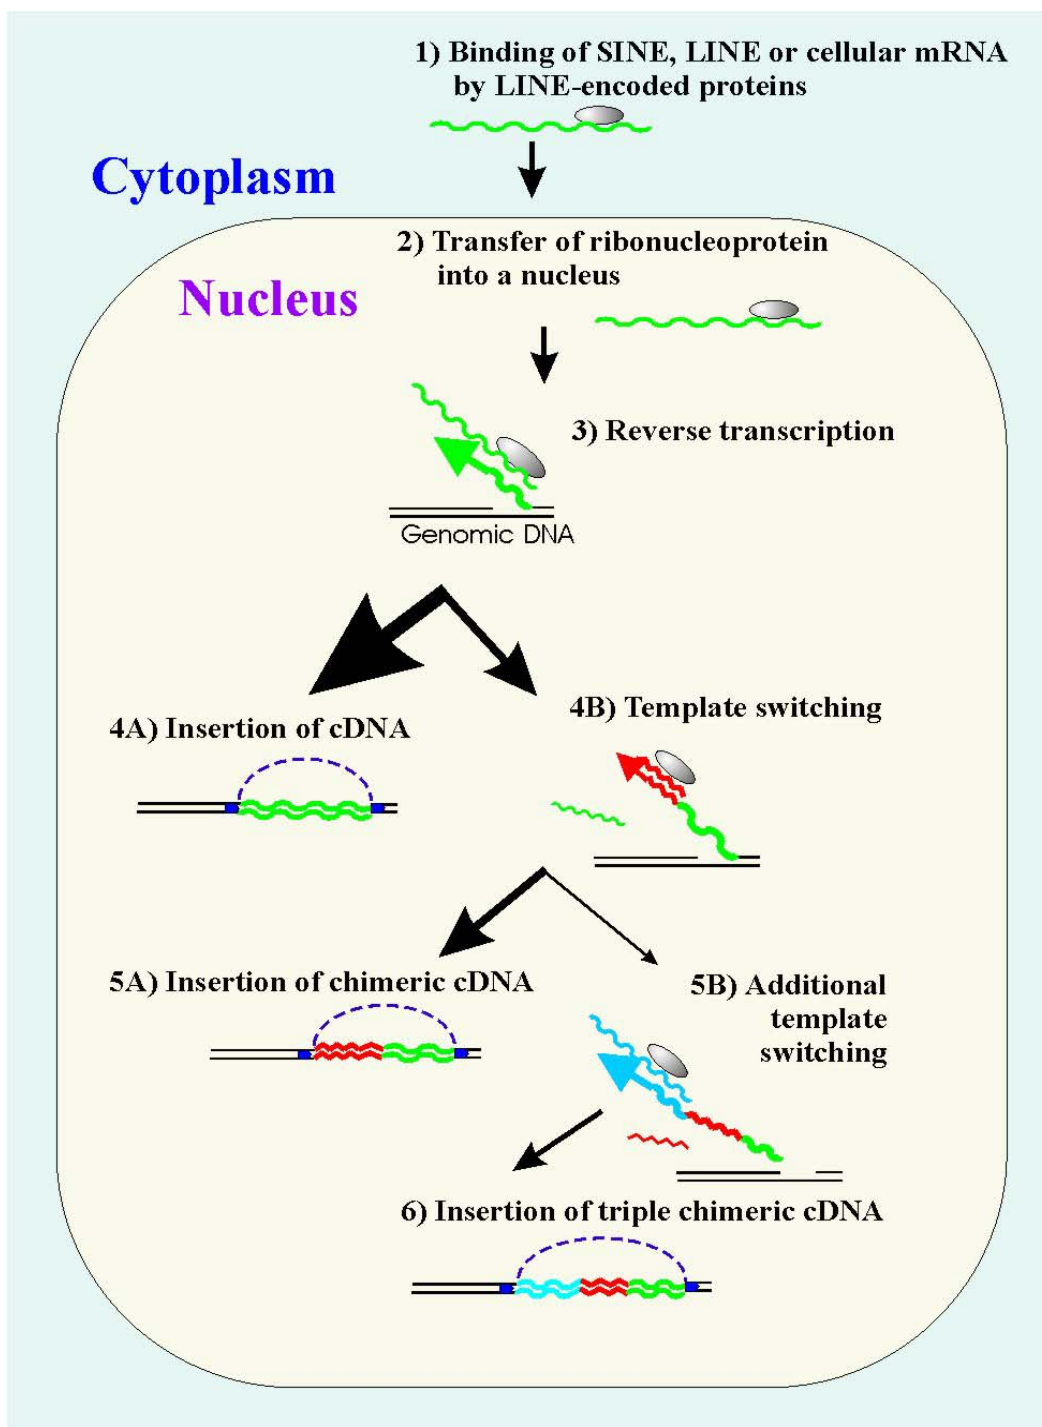 1) Binding of SINE, LINE or cellular mRNA
by LINE-encoded proteins
Cytoplasm
2) Transfer of ribonucleoprotein
into a nucleus
Nucleus
3) Reverse transcription
Genomic DNA
4A) Insertion of cDNA
4B) Template switching
5A) Insertion of chimeric cDNA
5B) Additional
template
switching
6) Insertion of triple chimeric cDNA